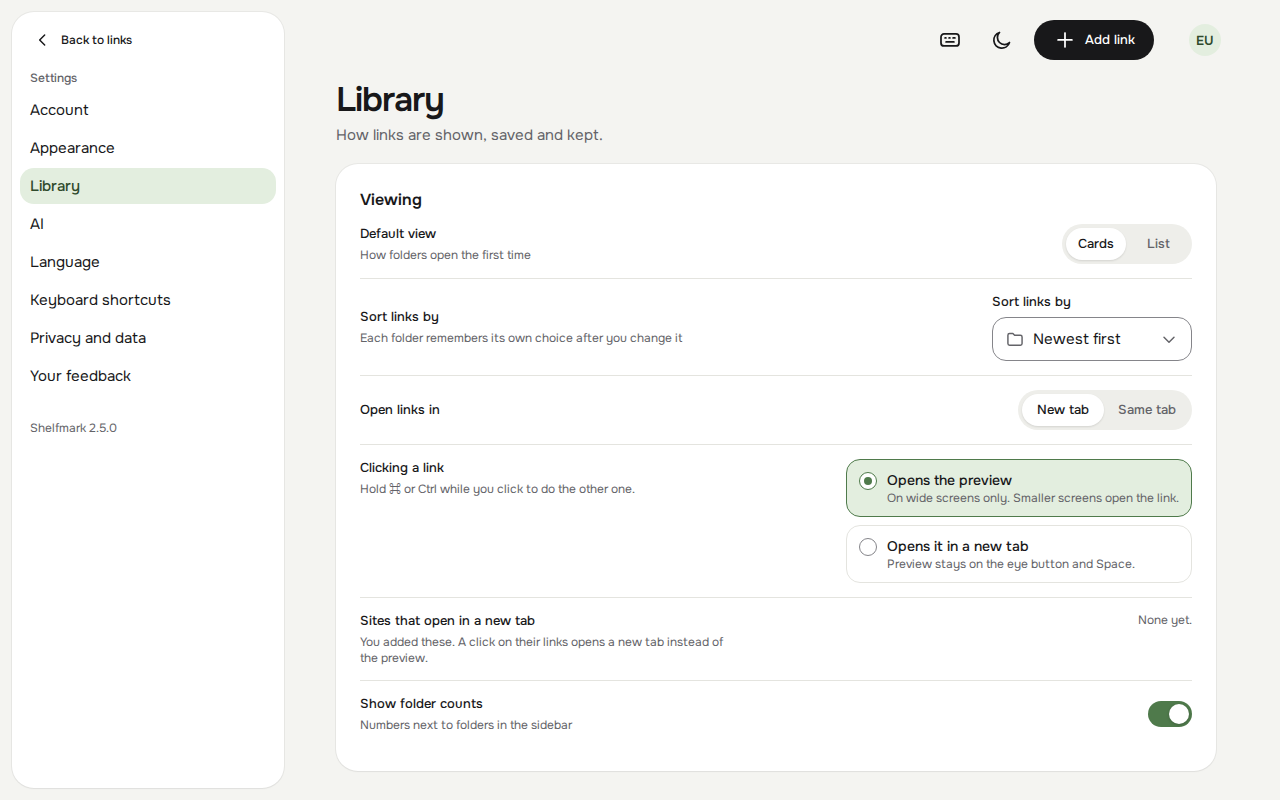 Back to links
Settings
Account
Appearance
Library
AI
Language
Keyboard shortcuts
Privacy and data
Your feedback
Shelfmark 2.5.0
Add link
EU
Library
How links are shown, saved and kept.
Viewing
Default view
How folders open the first time
Cards
List
Sort links by
Each folder remembers its own choice after you change it
Sort links by
Newest first
Open links in
New tab
Same tab
Clicking a link
Hold ⌘ or Ctrl while you click to do the other one.
Opens the preview
On wide screens only. Smaller screens open the link.
Opens it in a new tab
Preview stays on the eye button and Space.
Sites that open in a new tab
You added these. A click on their links opens a new tab instead of
the preview.
None yet.
Show folder counts
Numbers next to folders in the sidebar